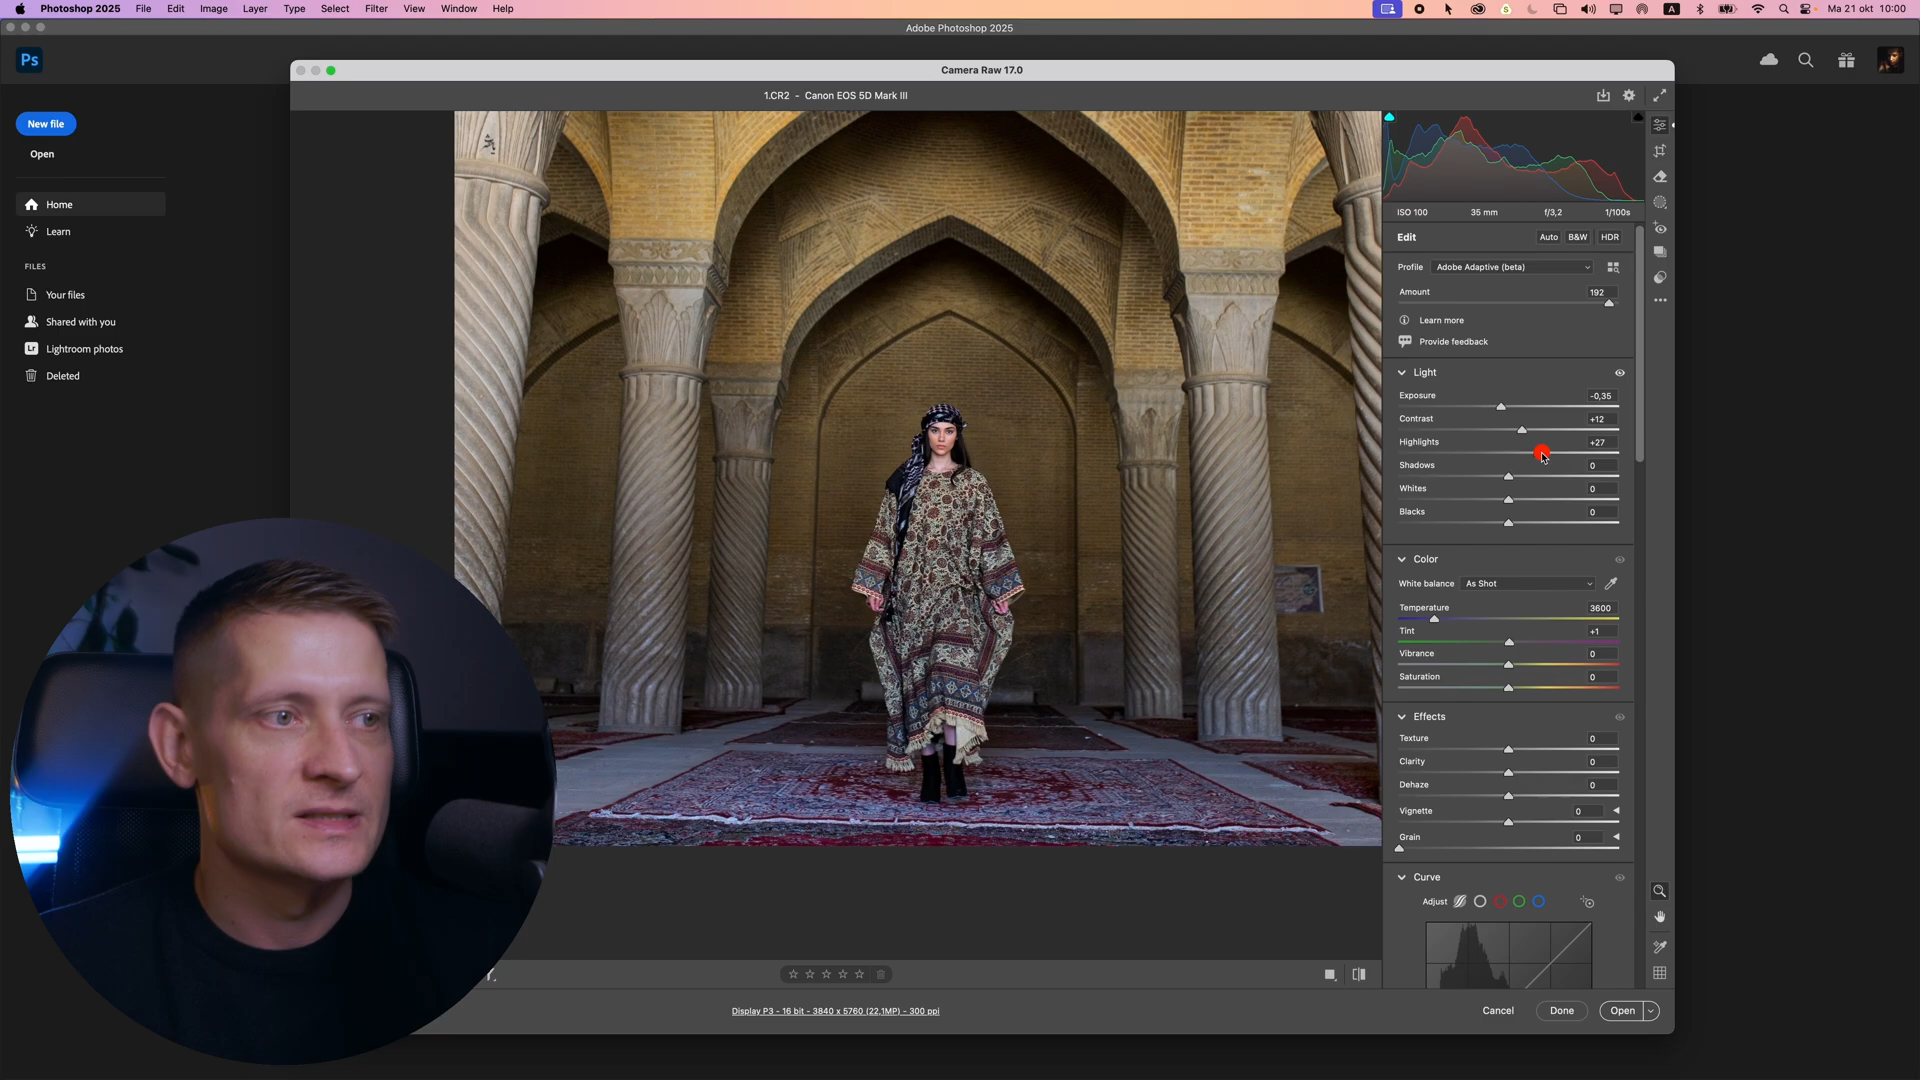 Photoshop 2025 File Edit Image Layer Type Select Filter View Window Help
A
Ma 21 okt 10:00
Adobe Photoshop 2025
Ps
Camera Raw 17.0
1.CR2 - Canon EOS 5D Mark III
New file
Open
Home
Learn
FILES
Your files
Shared with you
Lr Lightroom photos
Deleted
ISO 100 35 mm f/3,2 1/100s
Edit Auto B&W HDR
Profile Adobe Adaptive (beta)
Amount 192
Learn more
Provide feedback
Light
Exposure -0,35
Contrast +12
Highlights +27
Shadows 0
Whites 0
Blacks 0
Color
White balance As Shot
Temperature 3600
Tint +1
Vibrance 0
Saturation 0
Effects
Texture 0
Clarity 0
Dehaze 0
Vignette 0
Grain 0
Curve
Adjust
Display P3 - 16 bit - 3840 x 5760 (22,1MP) - 300 ppi
Cancel Done Open